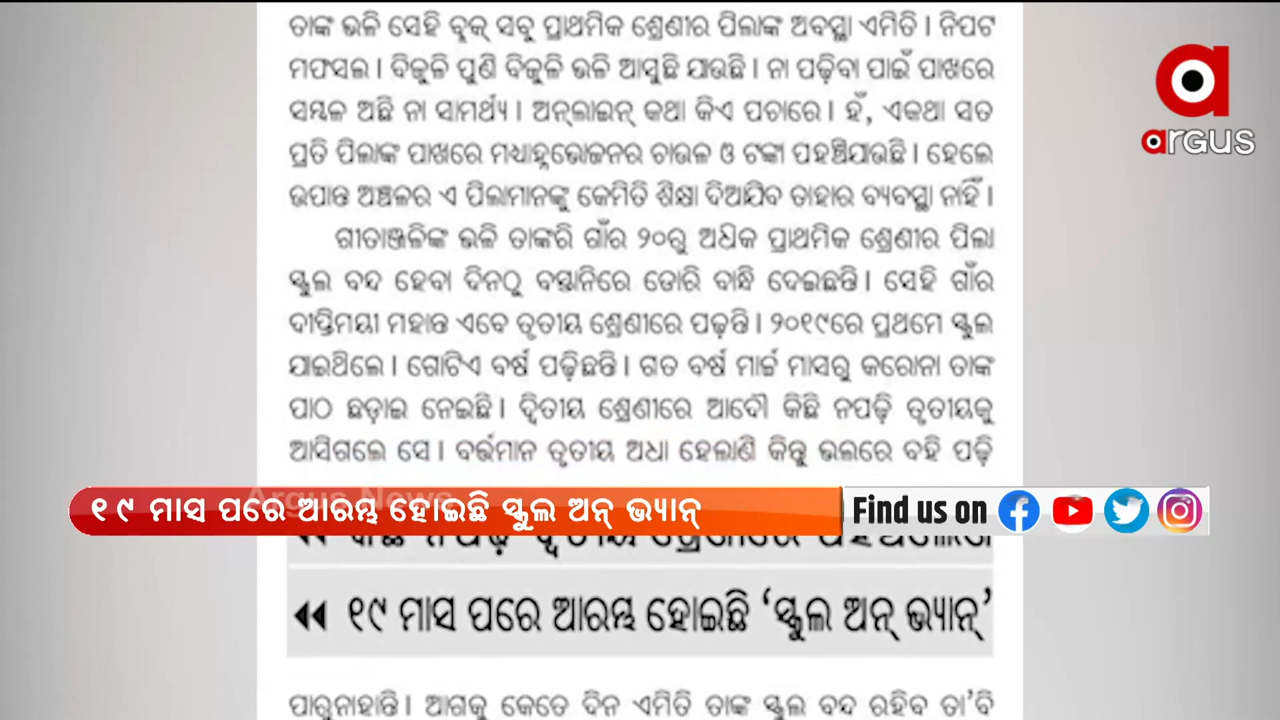 ତାଙ୍କ ଭଳି ସେହି ବ୍ଲକ୍ ସବୁ ପ୍ରାଥମିକ ଶ୍ରେଣୀର ପିଲାଙ୍କ ଅବସ୍ଥା ଏମିତି । ନିପଟ
ମଫସଲ । ବିଜୁଳି ପୁଣି ବିଜୁଳି ଭଳି ଆସୁଛି ଯାଉଛି । ନା ପଢ଼ିବା ପାଇଁ ପାଖରେ
ସମ୍ବଳ ଅଛି ନା ସାମର୍ଥ୍ୟ । ଅନ୍‌ଲାଇନ୍ କଥା କିଏ ପଚାରେ । ହଁ, ଏକଥା ସତ
ପ୍ରତି ପିଲାଙ୍କ ପାଖରେ ମଧ୍ୟାହ୍ନଭୋଜନର ଚାଉଳ ଓ ଟଙ୍କା ପହଞ୍ଚିଯାଉଛି । ହେଲେ
ଉପାନ୍ତ ଅଞ୍ଚଳର ଏ ପିଲାମାନଙ୍କୁ କେମିତି ଶିକ୍ଷା ଦିଆଯିବ ତାହାର ବ୍ୟବସ୍ଥା ନାହିଁ ।
ଗୀତାଞ୍ଜଳିଙ୍କ ଭଳି ତାଙ୍କରି ଗାଁର ୨୦ରୁ ଅଧିକ ପ୍ରାଥମିକ ଶ୍ରେଣୀର ପିଲା
ସ୍କୁଲ ବନ୍ଦ ହେବା ଦିନଠୁ ବସ୍ତାନିରେ ଡୋରି ବାନ୍ଧି ଦେଇଛନ୍ତି । ସେହି ଗାଁର
ଦୀପ୍ତିମୟୀ ମହାନ୍ତ ଏବେ ତୃତୀୟ ଶ୍ରେଣୀରେ ପଢ଼ନ୍ତି । ୨୦୧୯ରେ ପ୍ରଥମେ ସ୍କୁଲ
ଯାଇଥିଲେ । ଗୋଟିଏ ବର୍ଷ ପଢ଼ିଛନ୍ତି । ଗତ ବର୍ଷ ମାର୍ଚ୍ଚ ମାସରୁ କରୋନା ତାଙ୍କ
ପାଠ ଛଡ଼ାଇ ନେଇଛି । ଦ୍ୱିତୀୟ ଶ୍ରେଣୀରେ ଆଦୌ କିଛି ନପଢ଼ି ତୃତୀୟକୁ
ଆସିଗଲେ ସେ । ବର୍ତ୍ତମାନ ତୃତୀୟ ଅଧା ହେଲାଣି କିନ୍ତୁ ଭଲରେ ବହି ପଢ଼ି
Argus News
୧୯ ମାସ ପରେ ଆରମ୍ଭ ହୋଇଛି ସ୍କୁଲ ଅନ୍ ଭ୍ୟାନ୍
Find us on
୧୯ ମାସ ପରେ ଆରମ୍ଭ ହୋଇଛି ‘ସ୍କୁଲ ଅନ୍ ଭ୍ୟାନ୍’
ପାରୁନାହାନ୍ତି । ଆଗକୁ କେତେ ଦିନ ଏମିତି ତାଙ୍କ ସ୍କୁଲ ବନ୍ଦ ରହିବ ତା’ବି
argus